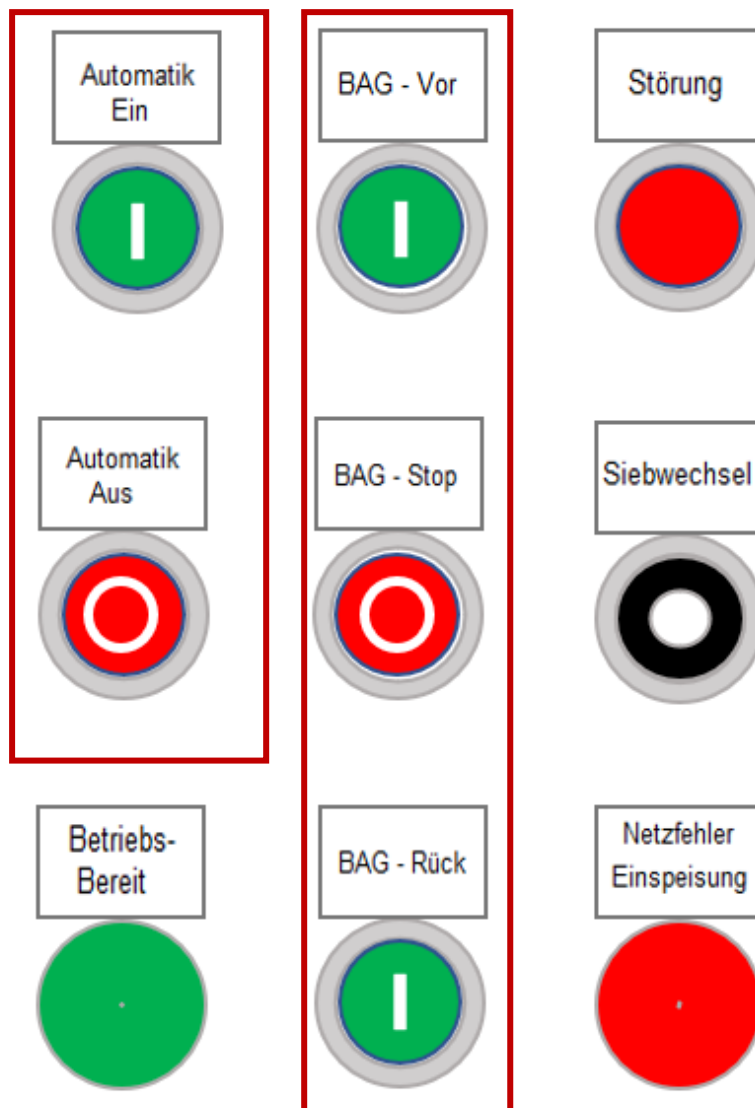 Automatik
Ein
BAG - Vor
Störung
Automatik
Aus
BAG - Stop
Siebwechsel
Betriebs-
Bereit
BAG - Rück
Netzfehler
Einspeisung